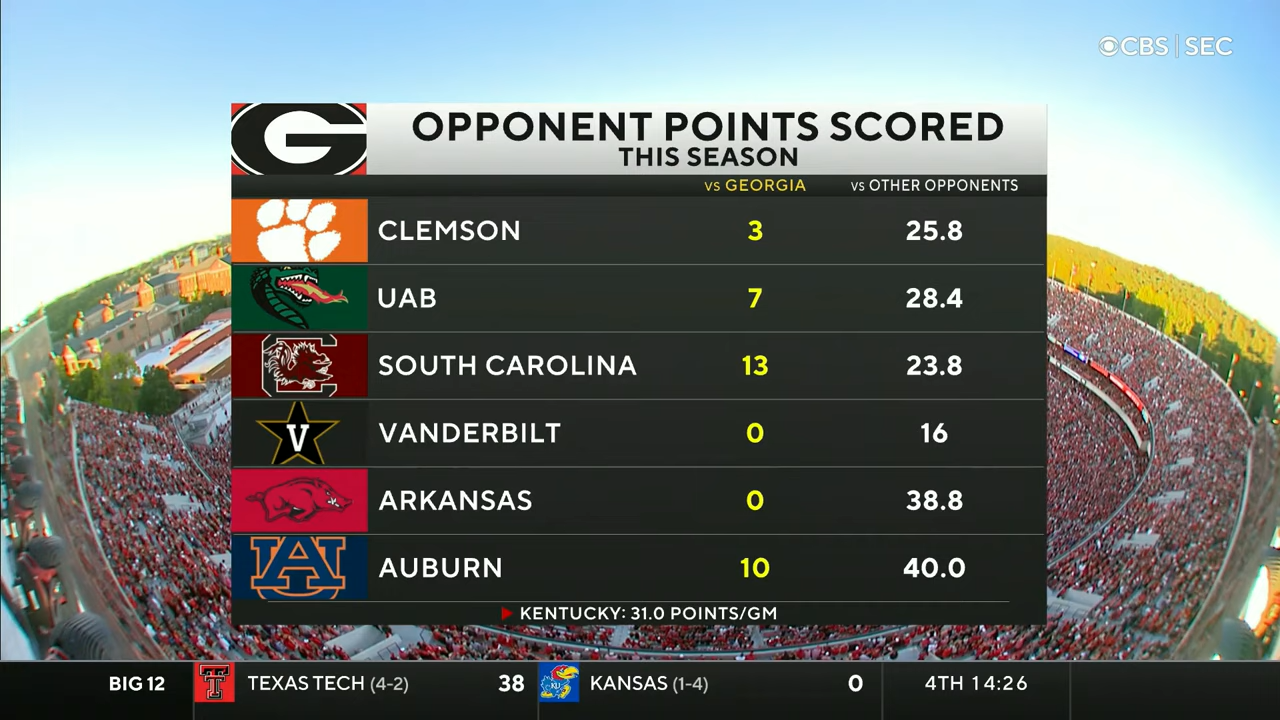 CBS | SEC
G
OPPONENT POINTS SCORED
THIS SEASON
vs GEORGIA vs OTHER OPPONENTS
CLEMSON 3 25.8
UAB 7 28.4
C SOUTH CAROLINA 13 23.8
V VANDERBILT 0 16
ARKANSAS 0 38.8
AU AUBURN 10 40.0
KENTUCKY: 31.0 POINTS/GM
BIG 12 T TEXAS TECH (4-2) 38 KU KANSAS (1-4) 0 4TH 14:26